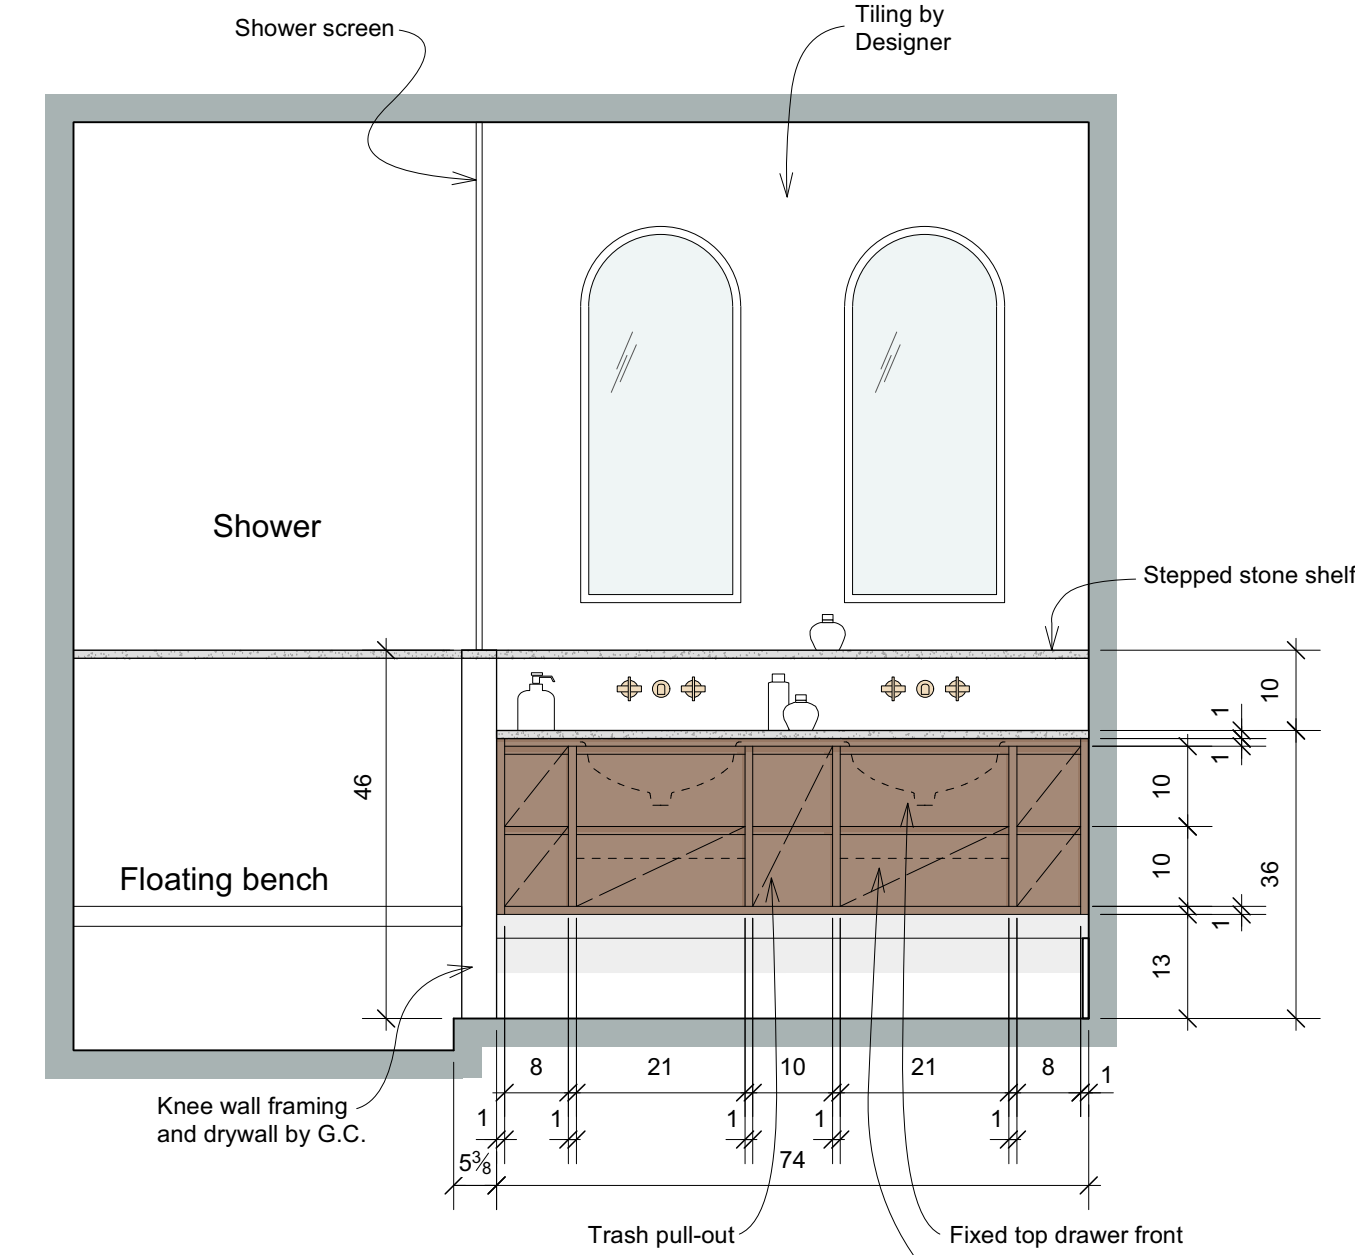 Shower screen
Tiling by
Designer
Shower
Stepped stone shelf
10
1
1
10
46
10
36
Floating bench
1
13
8
21
10
21
8
1
Knee wall framing
and drywall by G.C.
1
1
1
1
1
5⅜
74
Trash pull-out
Fixed top drawer front